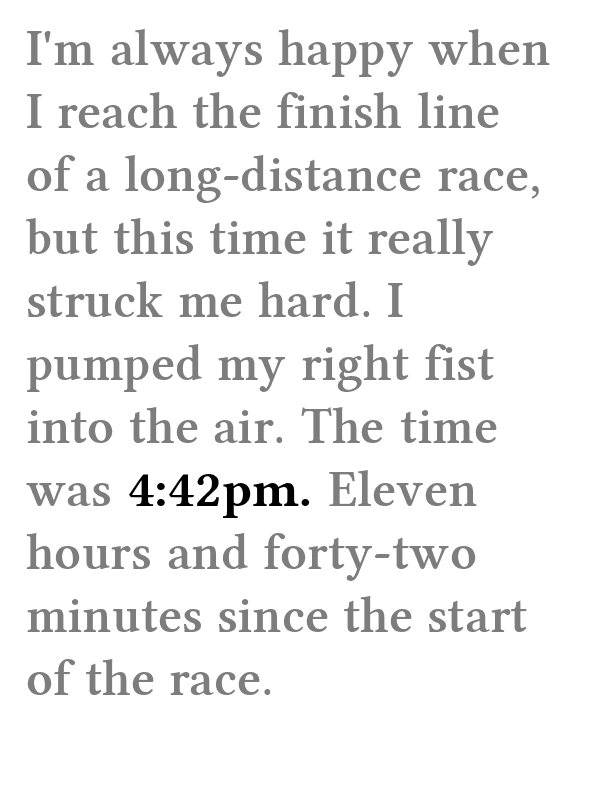 I'm always happy when
I reach the finish line
of a long-distance race,
but this time it really
struck me hard. I
pumped my right fist
into the air. The time
was 4:42pm. Eleven
hours and forty-two
minutes since the start
of the race.